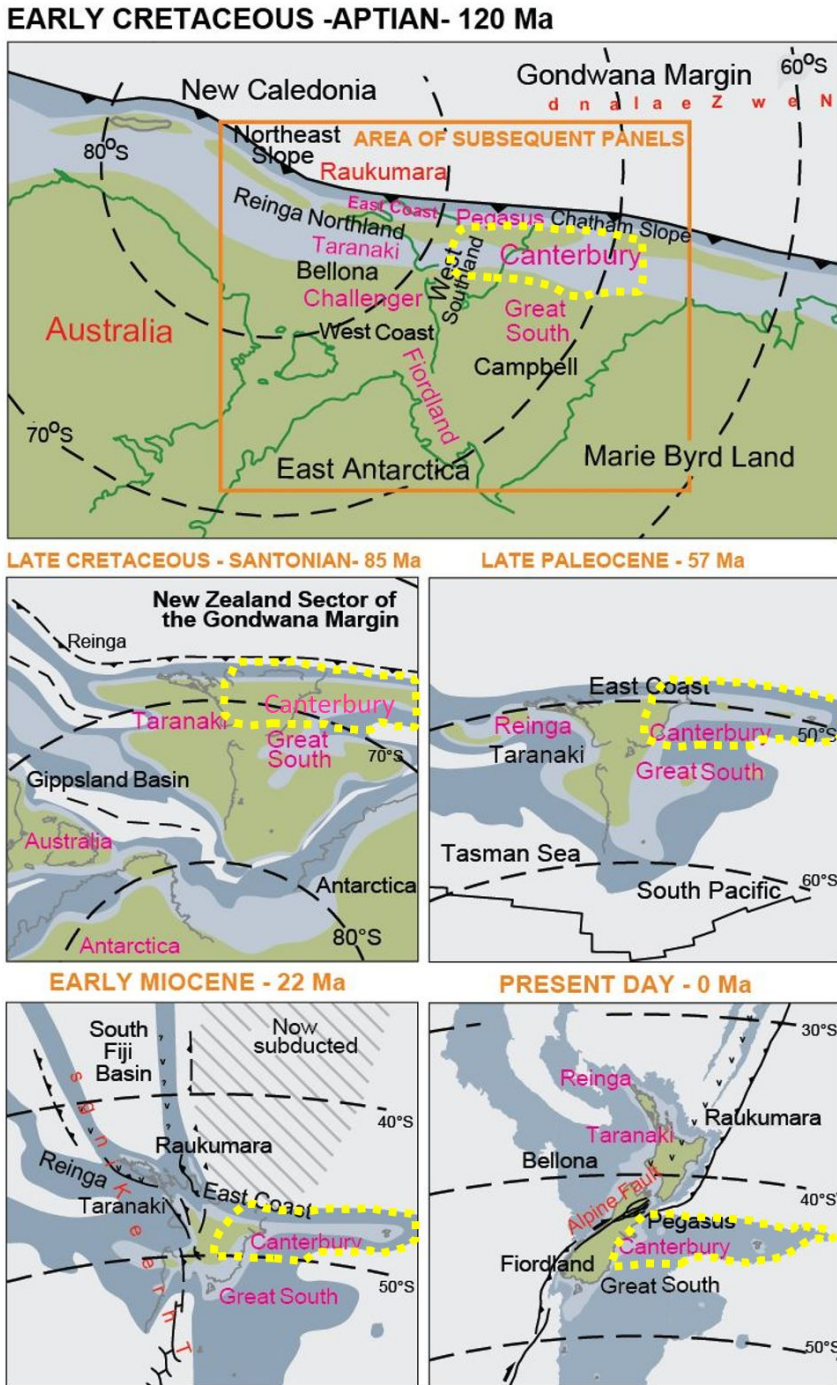 EARLY CRETACEOUS -APTIAN- 120 Ma
New Caledonia
Gondwana Margin
60°S
d n a l a e Z w e N
80°S
Northeast
Slope
AREA OF SUBSEQUENT PANELS
Raukumara
East Coast
Pegasus
Chatham Slope
Reinga Northland
Taranaki
Canterbury
Bellona
West
Southland
Challenger
Great
South
Australia
West Coast
Campbell
Fiordland
70°S
East Antarctica
Marie Byrd Land
LATE CRETACEOUS - SANTONIAN- 85 Ma
New Zealand Sector of
the Gondwana Margin
Reinga
Canterbury
Taranaki
Great
South
70°S
Gippsland Basin
Australia
Antarctica
80°S
Antarctica
LATE PALEOCENE - 57 MA
East Coast
Reinga
Canterbury
50°S
Taranaki
Great South
Tasman Sea
South Pacific
60°S
EARLY MIOCENE - 22 Ma
South
Fiji
Basin
Now
subducted
s g n i K e e r h T
40°S
Raukumara
Reinga
East Coast
Taranaki
Canterbury
50°S
Great South
PRESENT DAY - 0 Ma
30°S
Reinga
Raukumara
Taranaki
Bellona
Alpine Fault
40°S
Pegasus
Canterbury
Fiordland
Great South
50°S